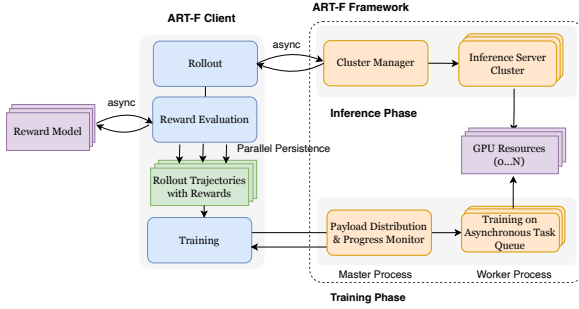 ART-F Framework
ART-F Client
async
Rollout
Cluster Manager
Inference Server
Cluster
async
Reward Model
Reward Evaluation
Inference Phase
Parallel Persistence
GPU Resources
(0...N)
Rollout Trajectories
with Rewards
Training
Payload Distribution
& Progress Monitor
Training on
Asynchronous Task
Queue
Master Process
Worker Process
Training Phase